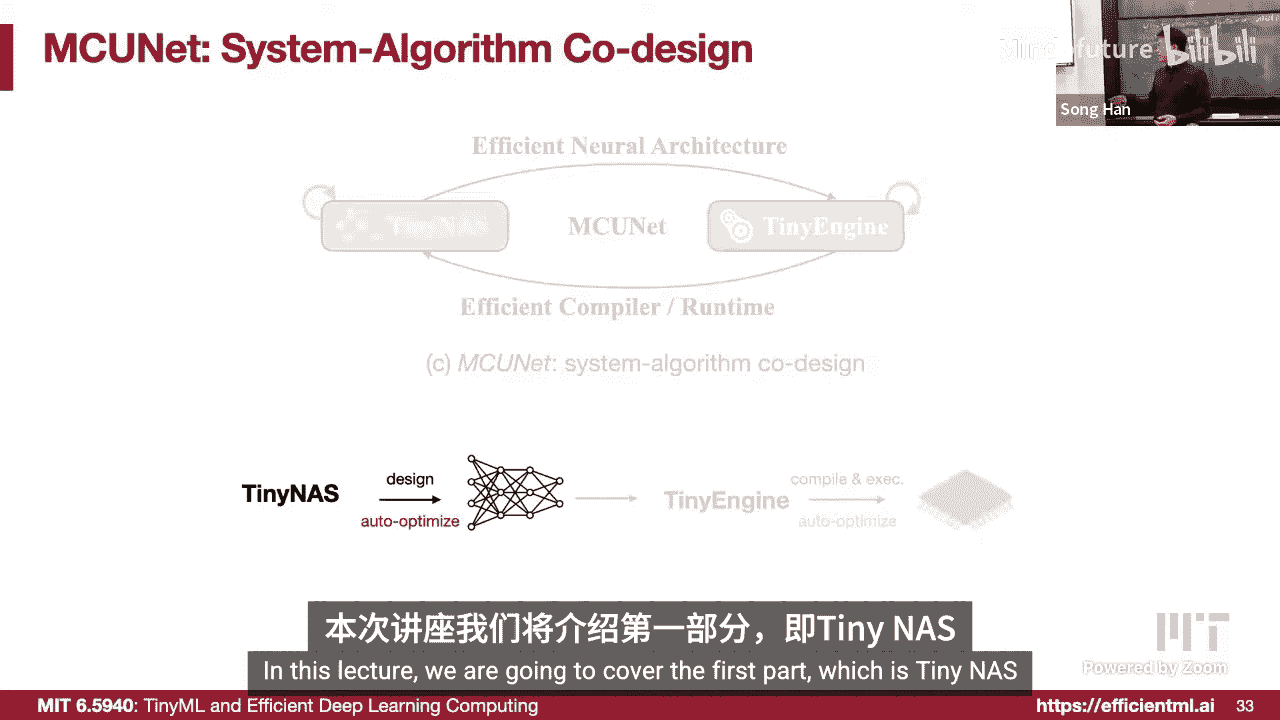 MCUNet: System-Algorithm Co-design
Mindofuture bilibili
Song Han
Efficient Neural Architecture
TinyNAS
MCUNet
TinyEngine
Efficient Compiler / Runtime
(c) MCUNet: system-algorithm co-design
TinyNAS
design
auto-optimize
TinyEngine
compile & exec.
auto-optimize
本次讲座我们将介绍第一部分，即Tiny NAS
In this lecture, we are going to cover the first part, which is Tiny NAS
MIT
Powered by Zoom
MIT 6.5940: TinyML and Efficient Deep Learning Computing
https://efficientml.ai
33